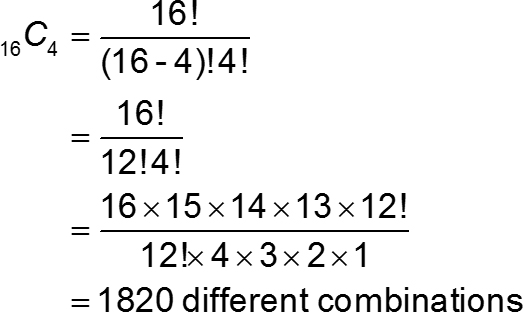 ₁₆C₄ = 16! / (16 - 4)!4!
= 16! / 12!4!
= 16 × 15 × 14 × 13 × 12! / 12! × 4 × 3 × 2 × 1
= 1820 different combinations